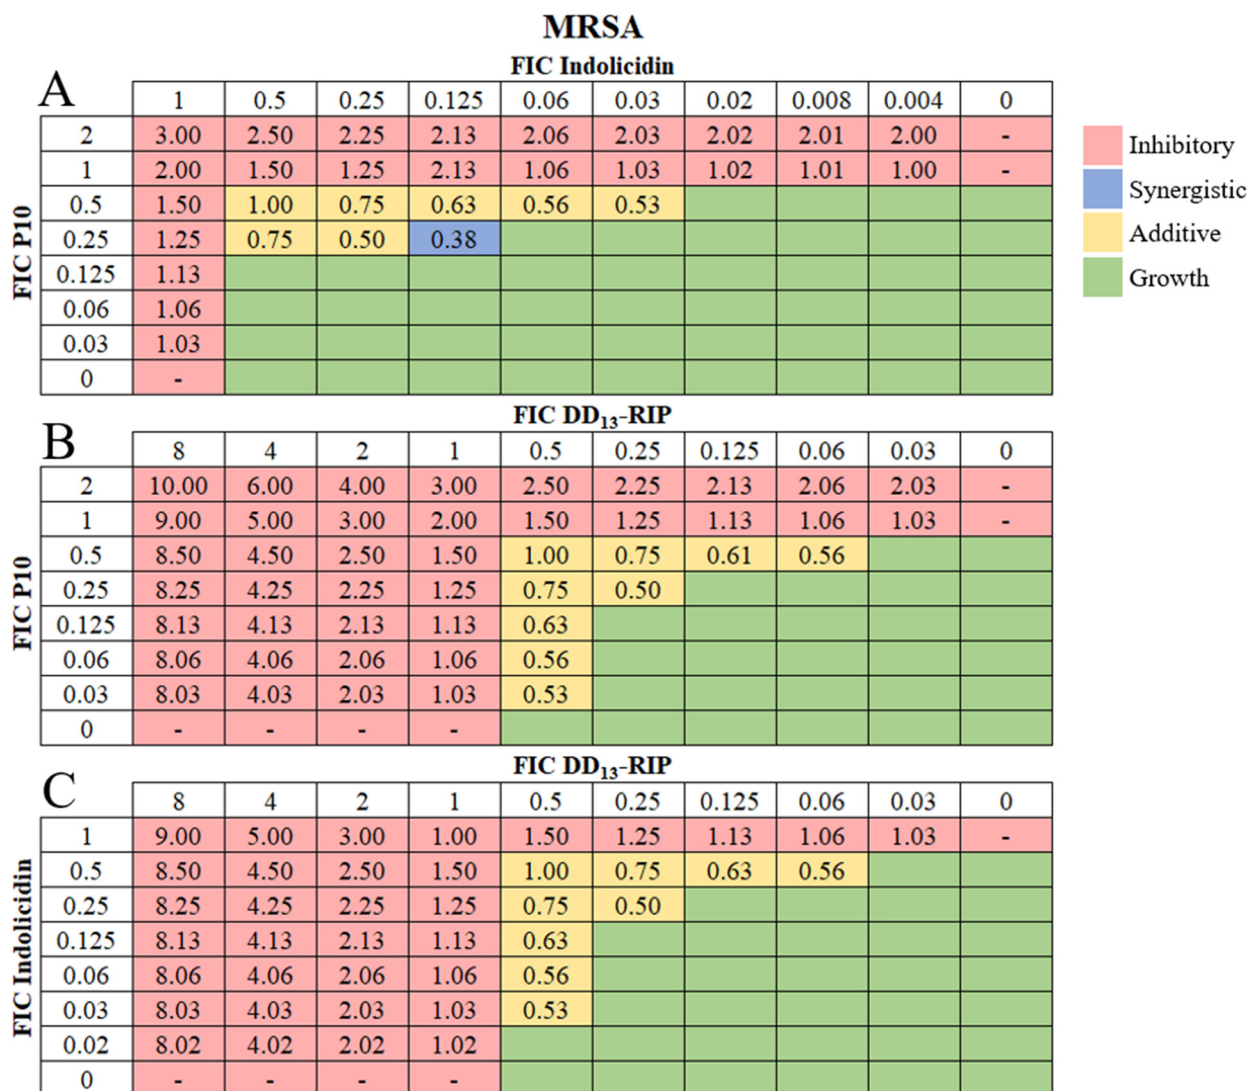 MRSA
A
FIC Indolicidin
1 0.5 0.25 0.125 0.06 0.03 0.02 0.008 0.004 0
FIC P10
2 3.00 2.50 2.25 2.13 2.06 2.03 2.02 2.01 2.00 -
1 2.00 1.50 1.25 2.13 1.06 1.03 1.02 1.01 1.00 -
0.5 1.50 1.00 0.75 0.63 0.56 0.53
0.25 1.25 0.75 0.50 0.38
0.125 1.13
0.06 1.06
0.03 1.03
0 -
Inhibitory
Synergistic
Additive
Growth
B
FIC DD13-RIP
8 4 2 1 0.5 0.25 0.125 0.06 0.03 0
FIC P10
2 10.00 6.00 4.00 3.00 2.50 2.25 2.13 2.06 2.03 -
1 9.00 5.00 3.00 2.00 1.50 1.25 1.13 1.06 1.03 -
0.5 8.50 4.50 2.50 1.50 1.00 0.75 0.61 0.56
0.25 8.25 4.25 2.25 1.25 0.75 0.50
0.125 8.13 4.13 2.13 1.13 0.63
0.06 8.06 4.06 2.06 1.06 0.56
0.03 8.03 4.03 2.03 1.03 0.53
0 - - - -
C
FIC DD13-RIP
8 4 2 1 0.5 0.25 0.125 0.06 0.03 0
FIC Indolicidin
1 9.00 5.00 3.00 1.00 1.50 1.25 1.13 1.06 1.03 -
0.5 8.50 4.50 2.50 1.50 1.00 0.75 0.63 0.56
0.25 8.25 4.25 2.25 1.25 0.75 0.50
0.125 8.13 4.13 2.13 1.13 0.63
0.06 8.06 4.06 2.06 1.06 0.56
0.03 8.03 4.03 2.03 1.03 0.53
0.02 8.02 4.02 2.02 1.02
0 - - - -